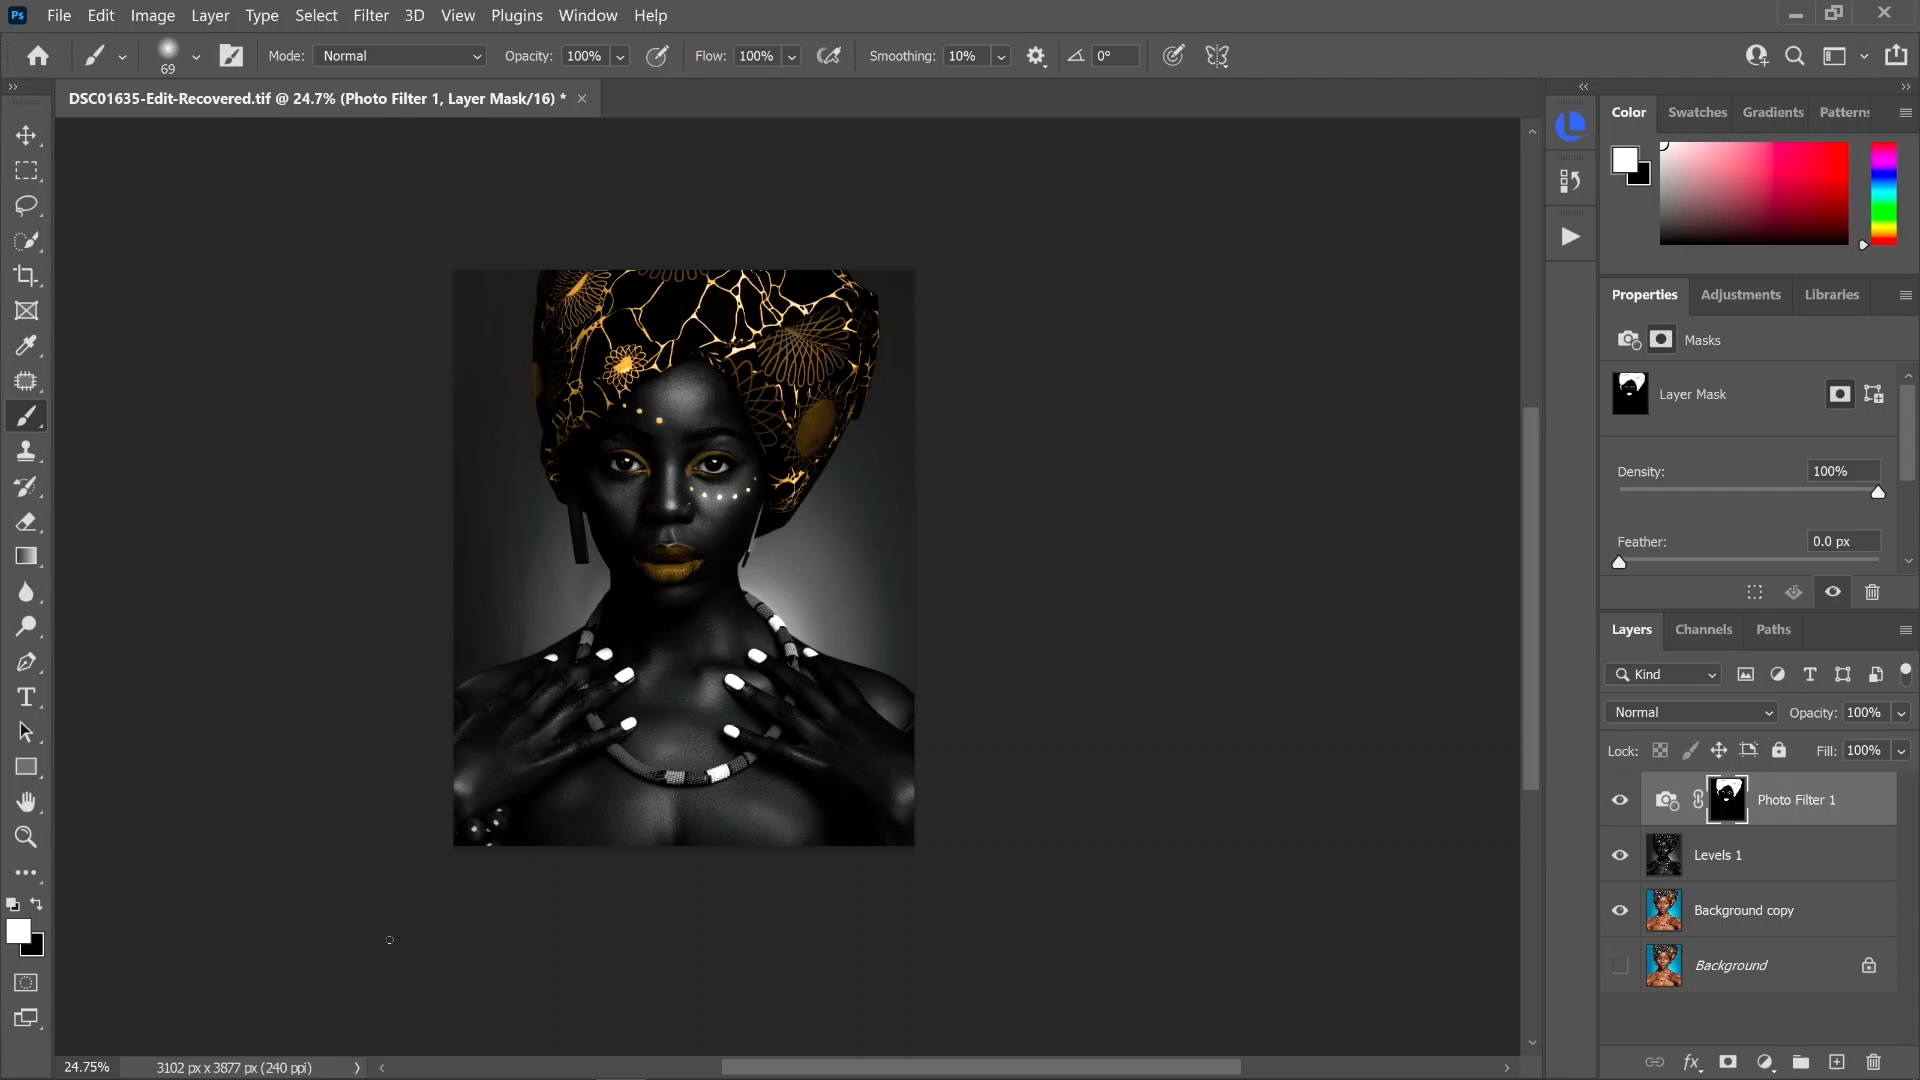 Ps File Edit Image Layer Type Select Filter 3D View Plugins Window Help
69 Mode: Normal Opacity: 100% Flow: 100% Smoothing: 10% 0°
DSC01635-Edit-Recovered.tif @ 24.7% (Photo Filter 1, Layer Mask/16) *
Color Swatches Gradients Patterns
Properties Adjustments Libraries
Masks
Layer Mask
Density: 100%
Feather: 0.0 px
Layers Channels Paths
Kind
Normal Opacity: 100%
Lock: Fill: 100%
Photo Filter 1
Levels 1
Background copy
Background
24.75% 3102 px x 3877 px (240 ppi)